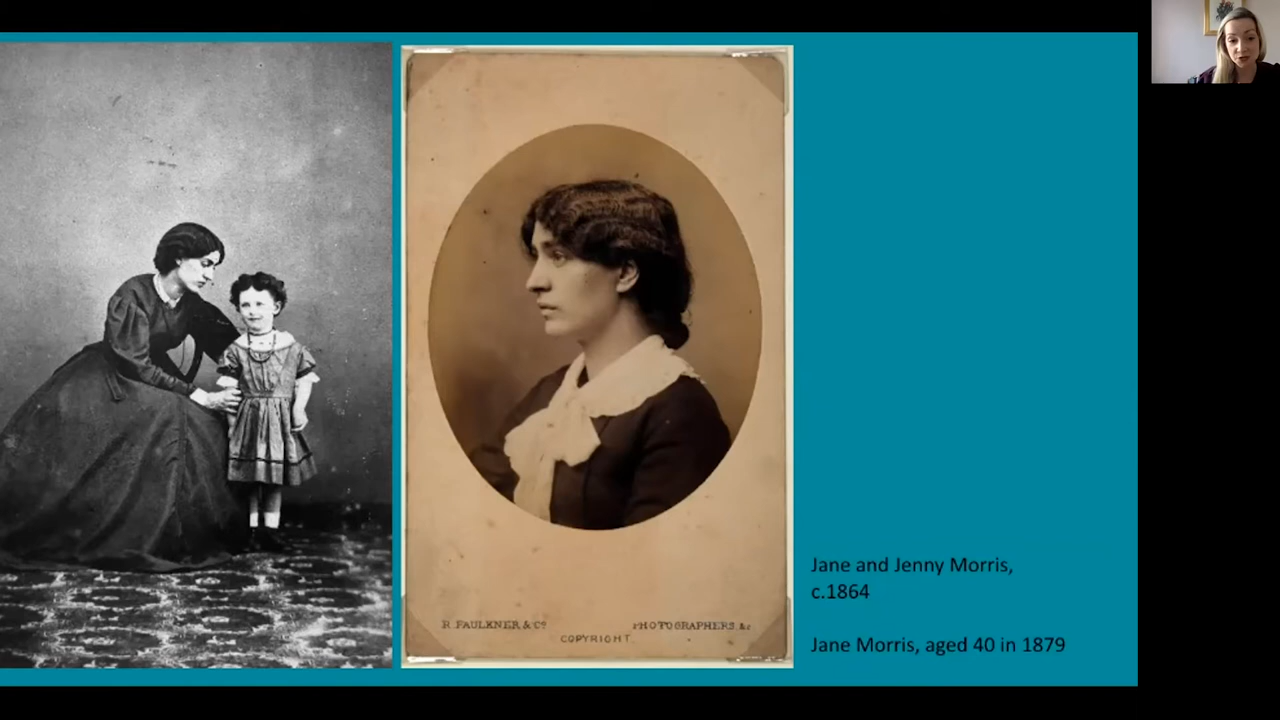 R. FAULKNER & Co PHOTOGRAPHERS. &c
COPYRIGHT.
Jane and Jenny Morris,
c.1864
Jane Morris, aged 40 in 1879